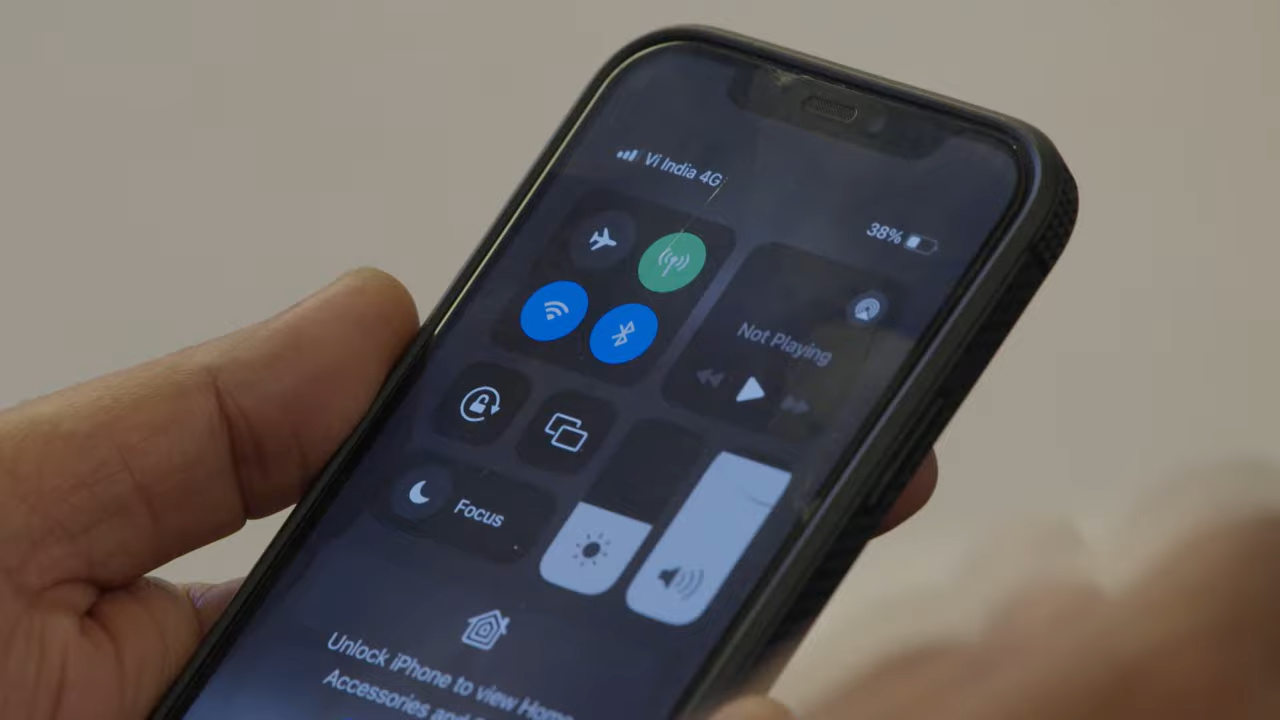 Vi India 4G
38%
Not Playing
Focus
Unlock iPhone to view Home
Accessories and